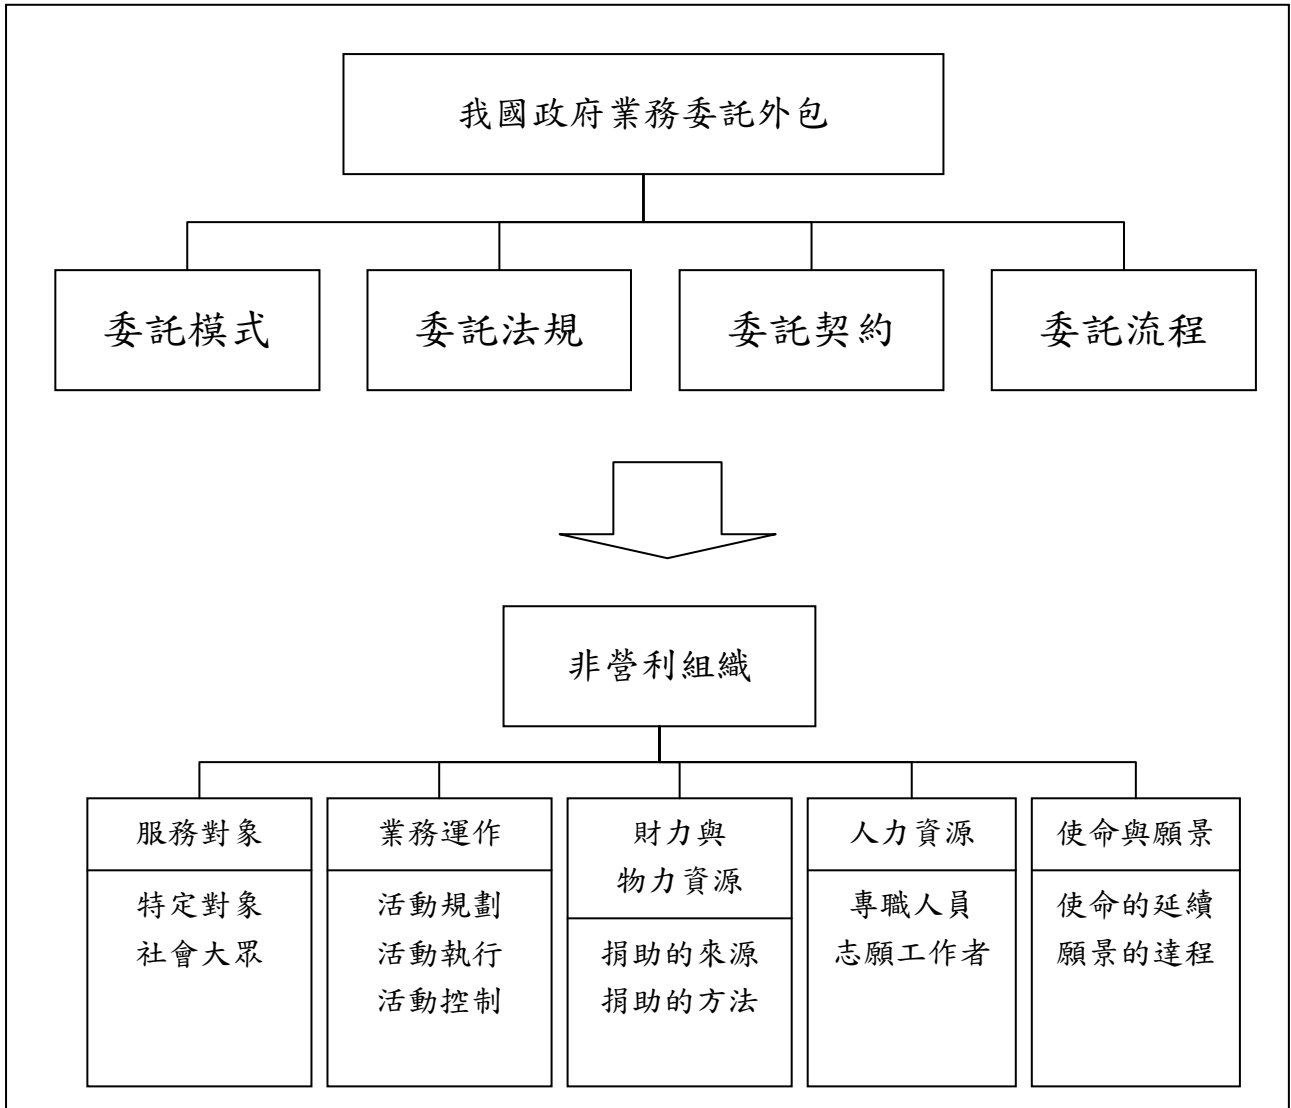 我國政府業務委託外包
委託模式
委託法規
委託契約
委託流程
非營利組織
服務對象
特定對象
社會大眾
業務運作
活動規劃
活動執行
活動控制
財力與
物力資源
捐助的來源
捐助的方法
人力資源
專職人員
志願工作者
使命與願景
使命的延續
願景的達程